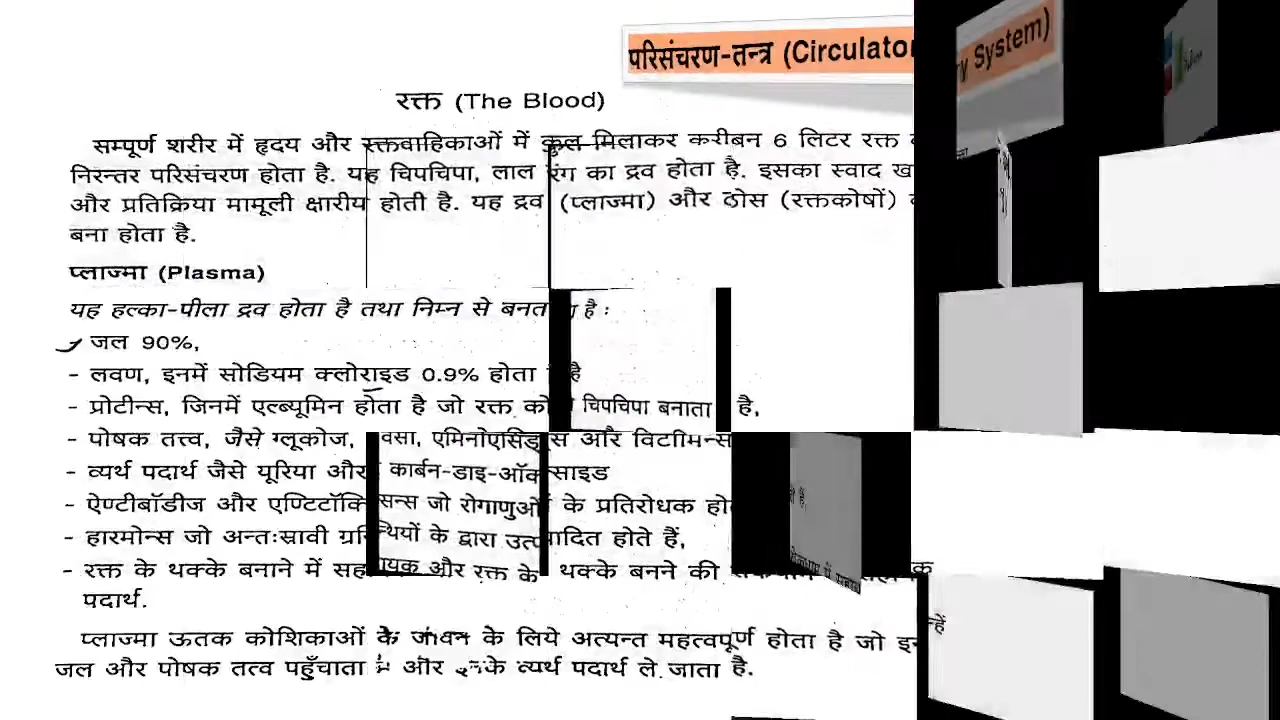 परिसंचरण-तन्त्र (Circulatory System)
रक्त (The Blood)
सम्पूर्ण शरीर में हृदय और रक्तवाहिकाओं में कुल मिलाकर करीबन 6 लिटर रक्त
निरन्तर परिसंचरण होता है. यह चिपचिपा, लाल रंग का द्रव होता है. इसका स्वाद
और प्रतिक्रिया मामूली क्षारीय होती है. यह द्रव (प्लाज्मा) और ठोस (रक्तकोषों)
बना होता है.
प्लाज्मा (Plasma)
यह हल्का-पीला द्रव होता है तथा निम्न से बनता है :
जल 90%,
- लवण, इनमें सोडियम क्लोराइड 0.9% होता है
- प्रोटीन्स, जिनमें एल्ब्यूमिन होता है जो रक्त को चिपचिपा बनाता है,
- पोषक तत्त्व, जैसे ग्लूकोज, वसा, एमिनोएसिड्स और विटामिन्स
- व्यर्थ पदार्थ जैसे यूरिया और कार्बन-डाइ-ऑक्साइड
- ऐण्टीबॉडीज और एण्टिटॉक्सिन्स जो रोगाणुओं के प्रतिरोधक
- हारमोन्स जो अन्तःस्रावी ग्रन्थियों के द्वारा उत्पादित होते हैं,
- रक्त के थक्के बनाने में सहायक और रक्त के थक्के बनने की
पदार्थ.
प्लाज्मा ऊतक कोशिकाओं के जीवन के लिये अत्यन्त महत्वपूर्ण होता है जो इन्हें
जल और पोषक तत्व पहुँचाता है और उनके व्यर्थ पदार्थ ले जाता है.